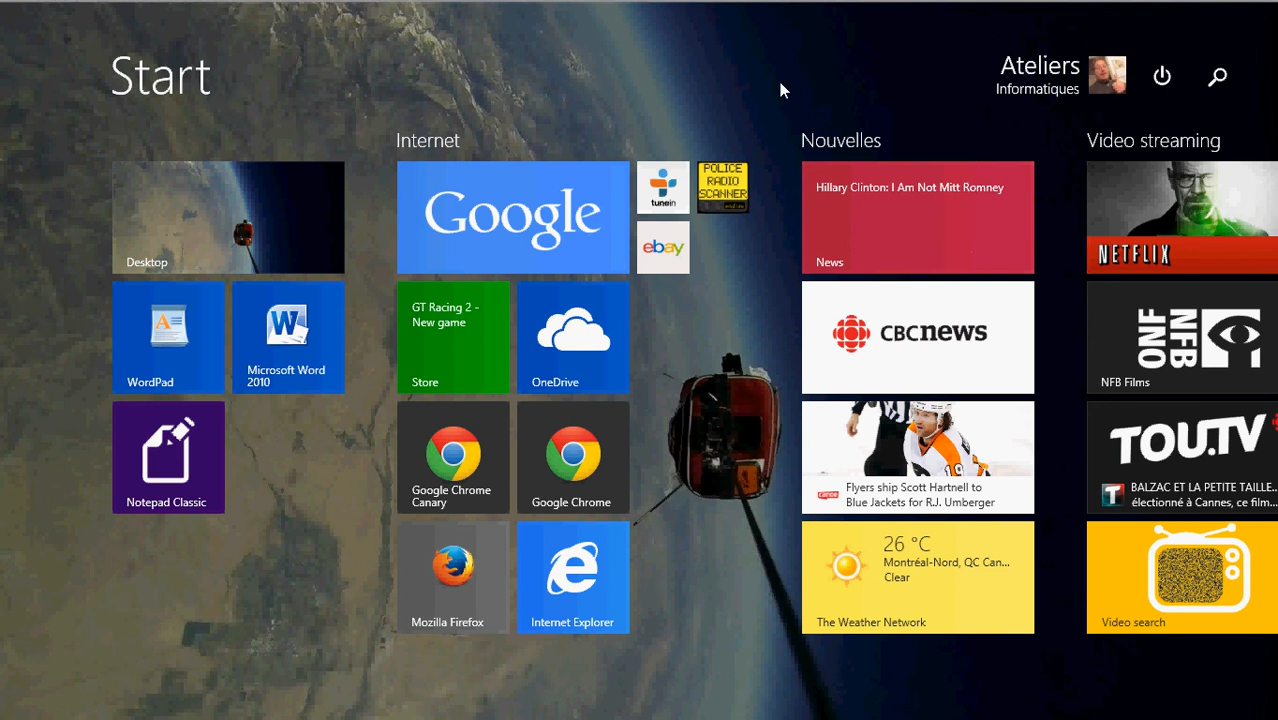 Start
Ateliers
Informatiques
Internet
Nouvelles
Video streaming
Desktop
WordPad
Microsoft Word
2010
Notepad Classic
Google
tunein
POLICE
RADIO
SCANNER
ebay
GT Racing 2 -
New game
Store
OneDrive
Google Chrome
Canary
Google Chrome
Mozilla Firefox
Internet Explorer
Hillary Clinton: I Am Not Mitt Romney
News
CBCnews
19
canoe
Flyers ship Scott Hartnell to
Blue Jackets for R.J. Umberger
26 °C
Montréal-Nord, QC Can...
Clear
The Weather Network
NETFLIX
ONF
NFB
NFB Films
TOU.TV
T
BALZAC ET LA PETITE TAILLE...
électionné à Cannes, ce film...
Video search